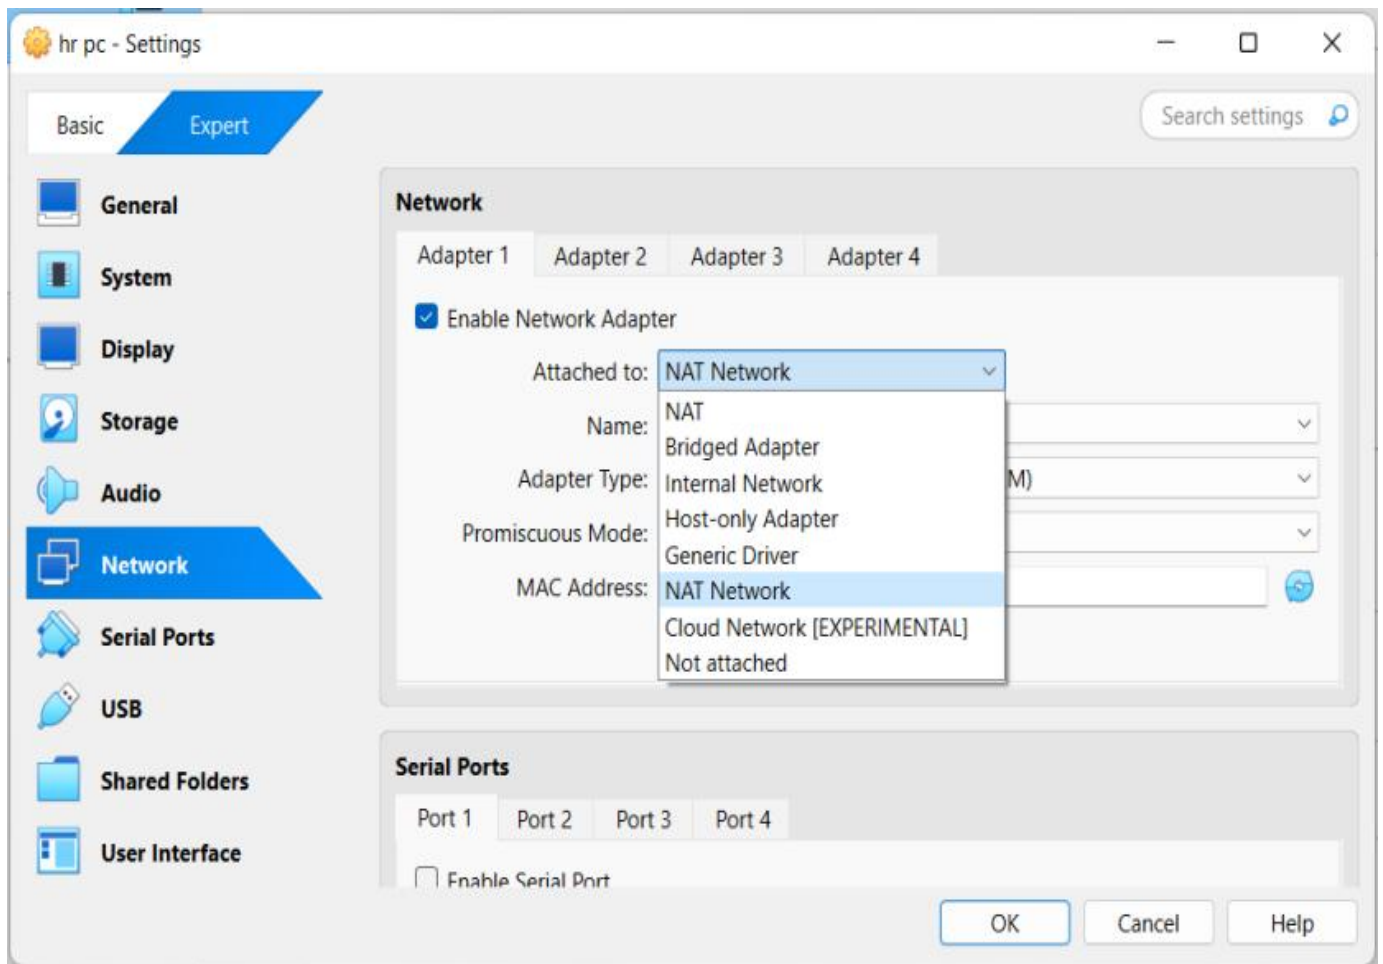 hr pc - Settings
Basic
Expert
Search settings
General
System
Display
Storage
Audio
Network
Serial Ports
USB
Shared Folders
User Interface
Network
Adapter 1
Adapter 2
Adapter 3
Adapter 4
Enable Network Adapter
Attached to: NAT Network
NAT
Bridged Adapter
Internal Network
Host-only Adapter
Generic Driver
NAT Network
Cloud Network [EXPERIMENTAL]
Not attached
Name:
Adapter Type:
M)
Promiscuous Mode:
MAC Address:
Serial Ports
Port 1
Port 2
Port 3
Port 4
Enable Serial Port
OK
Cancel
Help